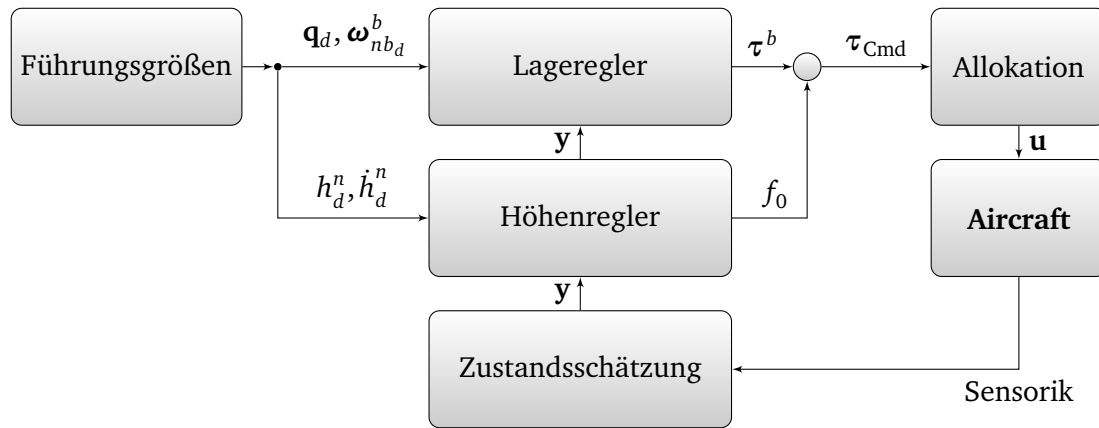 Führungsgrößen
𝐪_d, 𝝎^b_{nb_d}
Lageregler
𝝉^b
𝝉_Cmd
Allokation
𝐲
𝐮
h^n_d, ḣ^n_d
Höhenregler
f_0
Aircraft
𝐲
Zustandsschätzung
Sensorik